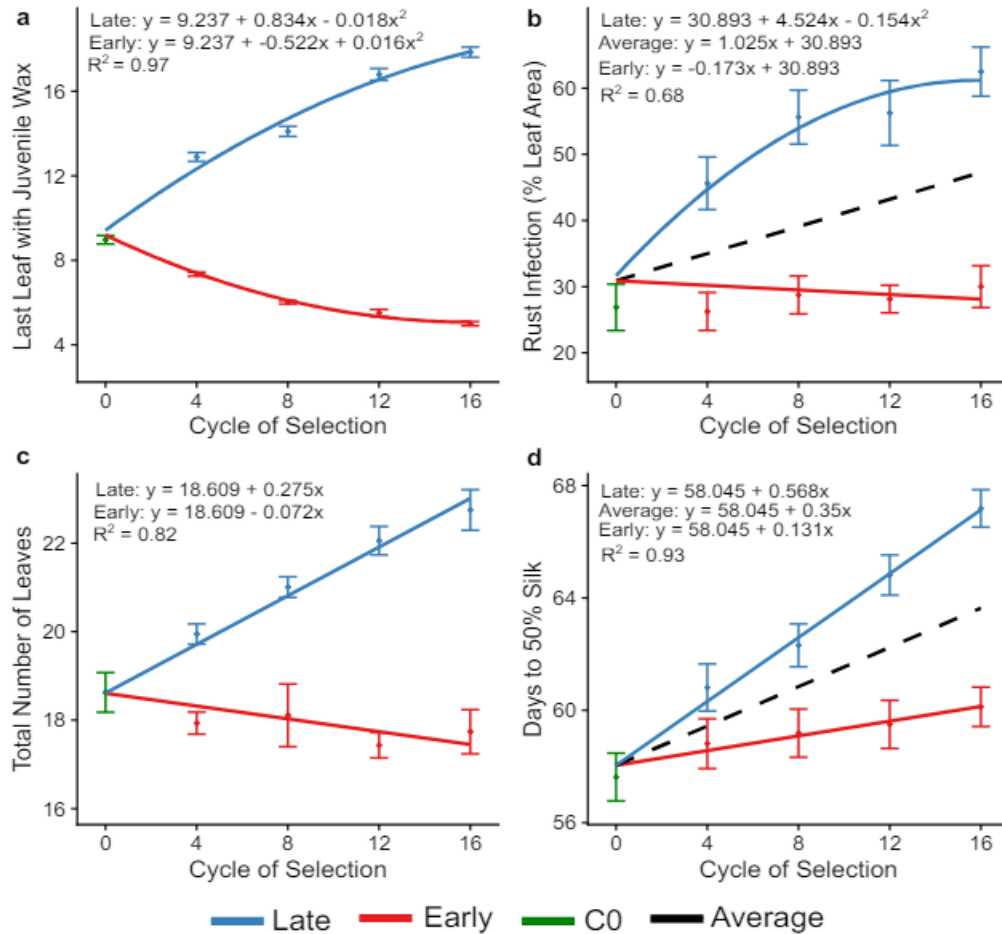 a
Late: y = 9.237 + 0.834x - 0.018x²
Early: y = 9.237 + -0.522x + 0.016x²
R² = 0.97
Last Leaf with Juvenile Wax
16
12
8
4
0 4 8 12 16
Cycle of Selection
b
Late: y = 30.893 + 4.524x - 0.154x²
Average: y = 1.025x + 30.893
Early: y = -0.173x + 30.893
R² = 0.68
Rust Infection (% Leaf Area)
60
50
40
30
20
0 4 8 12 16
Cycle of Selection
c
Late: y = 18.609 + 0.275x
Early: y = 18.609 - 0.072x
R² = 0.82
Total Number of Leaves
22
20
18
16
0 4 8 12 16
Cycle of Selection
d
Late: y = 58.045 + 0.568x
Average: y = 58.045 + 0.35x
Early: y = 58.045 + 0.131x
R² = 0.93
Days to 50% Silk
68
64
60
56
0 4 8 12 16
Cycle of Selection
Late Early C0 Average